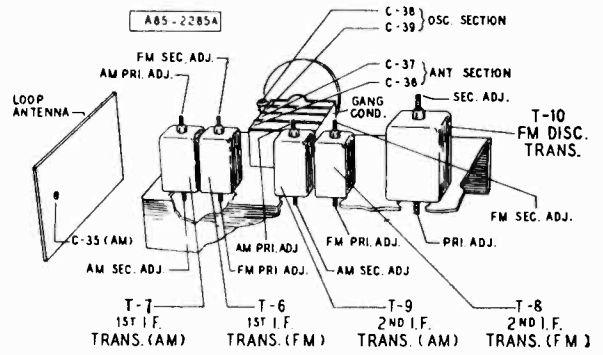 A85-2285A
C-38
C-39 } OSC. SECTION
C-37
C-36 } ANT SECTION
FM SEC. ADJ.
AM PRI. ADJ.
LOOP
ANTENNA
GANG
COND.
SEC. ADJ.
T-10
FM DISC.
TRANS.
FM SEC. ADJ.
C-35 (AM)
AM PRI. ADJ
FM PRI. ADJ.
PRI. ADJ.
AM SEC. ADJ.
FM PRI ADJ.
AM SEC. ADJ
T-7
1ST I.F.
TRANS. (AM)
T-6
1ST I.F.
TRANS. (FM)
T-9
2ND I.F.
TRANS. (AM)
T-8
2ND I.F.
TRANS. (FM)